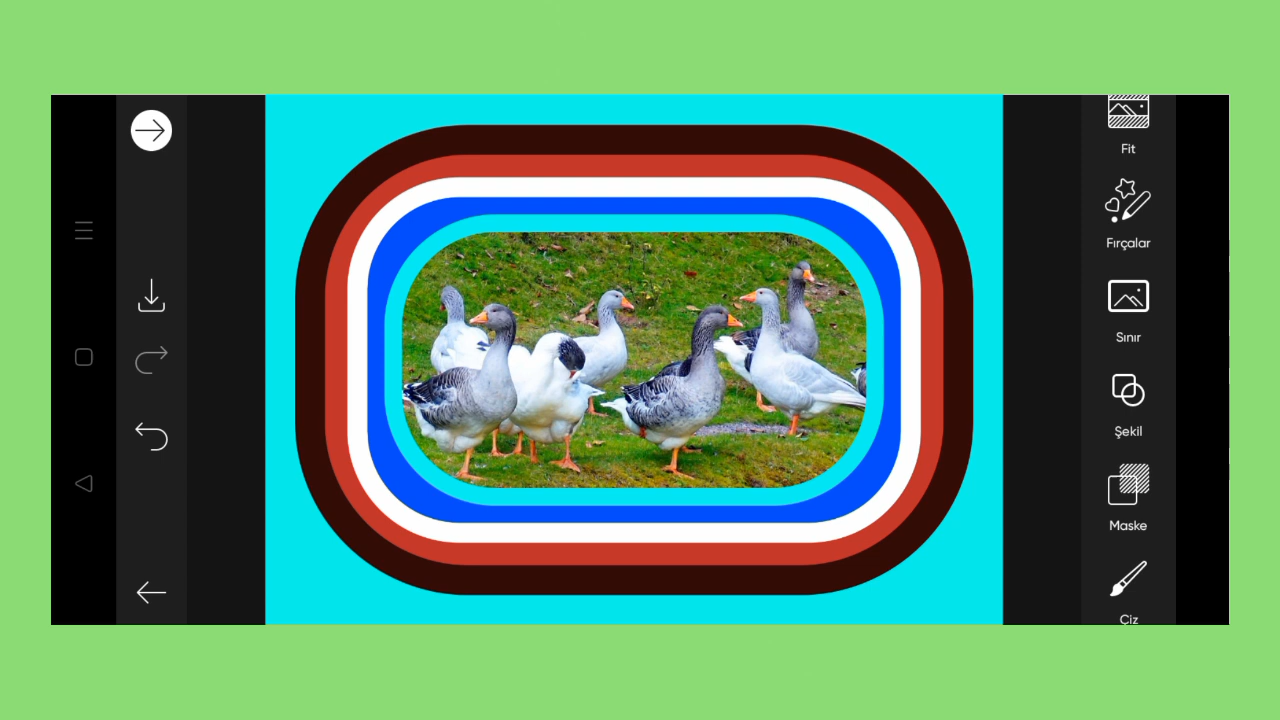 Fit
Fırçalar
Sınır
Şekil
Maske
Çiz